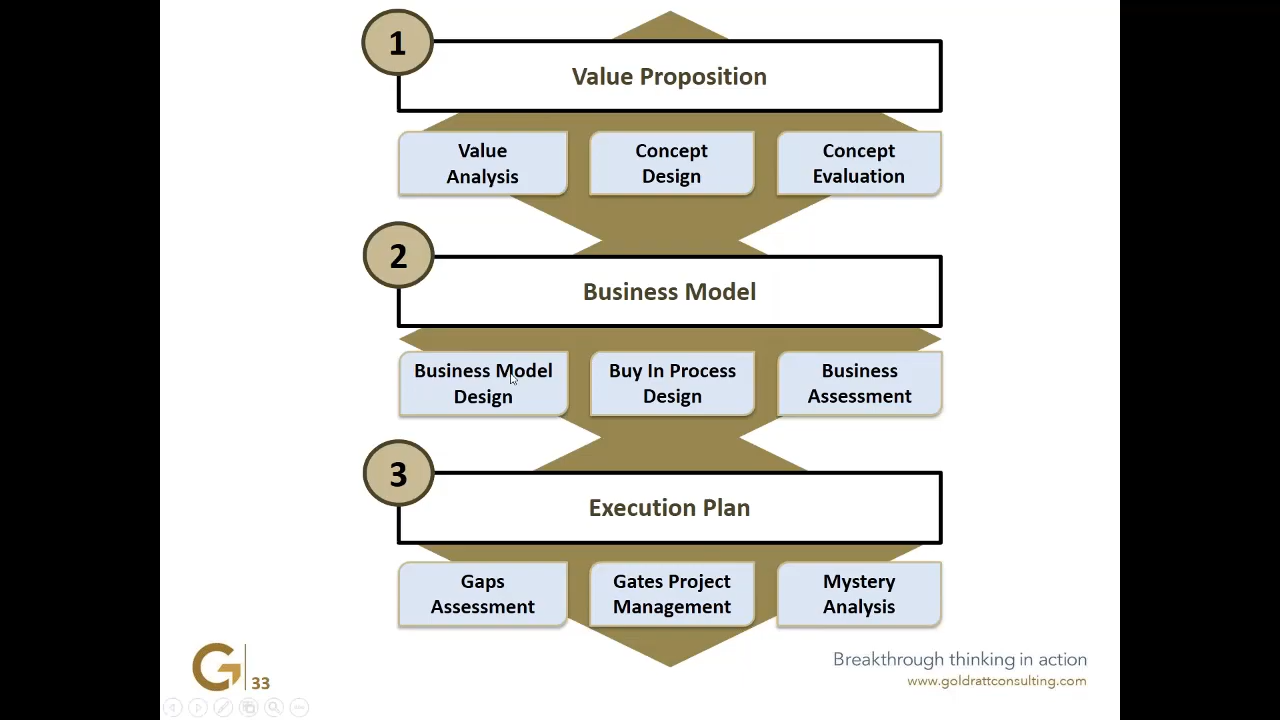 1
Value Proposition
Value
Analysis
Concept
Design
Concept
Evaluation
2
Business Model
Business Model
Design
Buy In Process
Design
Business
Assessment
3
Execution Plan
Gaps
Assessment
Gates Project
Management
Mystery
Analysis
G
33
Breakthrough thinking in action
www.goldrattconsulting.com